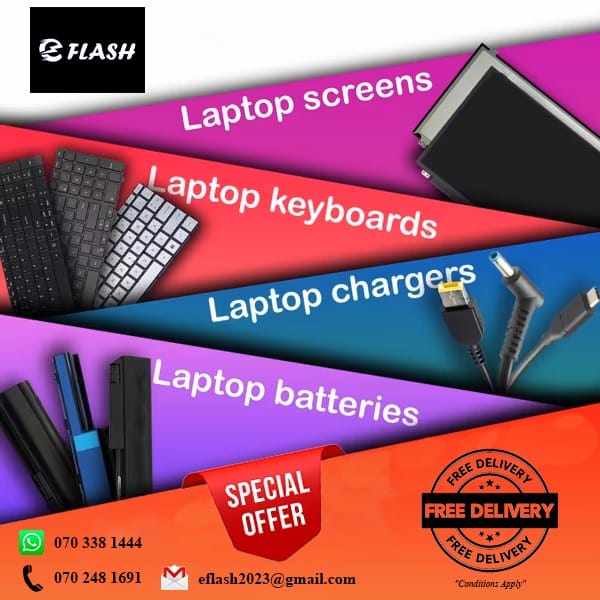 E FLASH
Laptop screens
Laptop keyboards
Laptop chargers
Laptop batteries
SPECIAL
OFFER
FREE DELIVERY
FREE DELIVERY
FREE DELIVERY
"Conditions Apply"
070 338 1444
070 248 1691
eflash2023@gmail.com